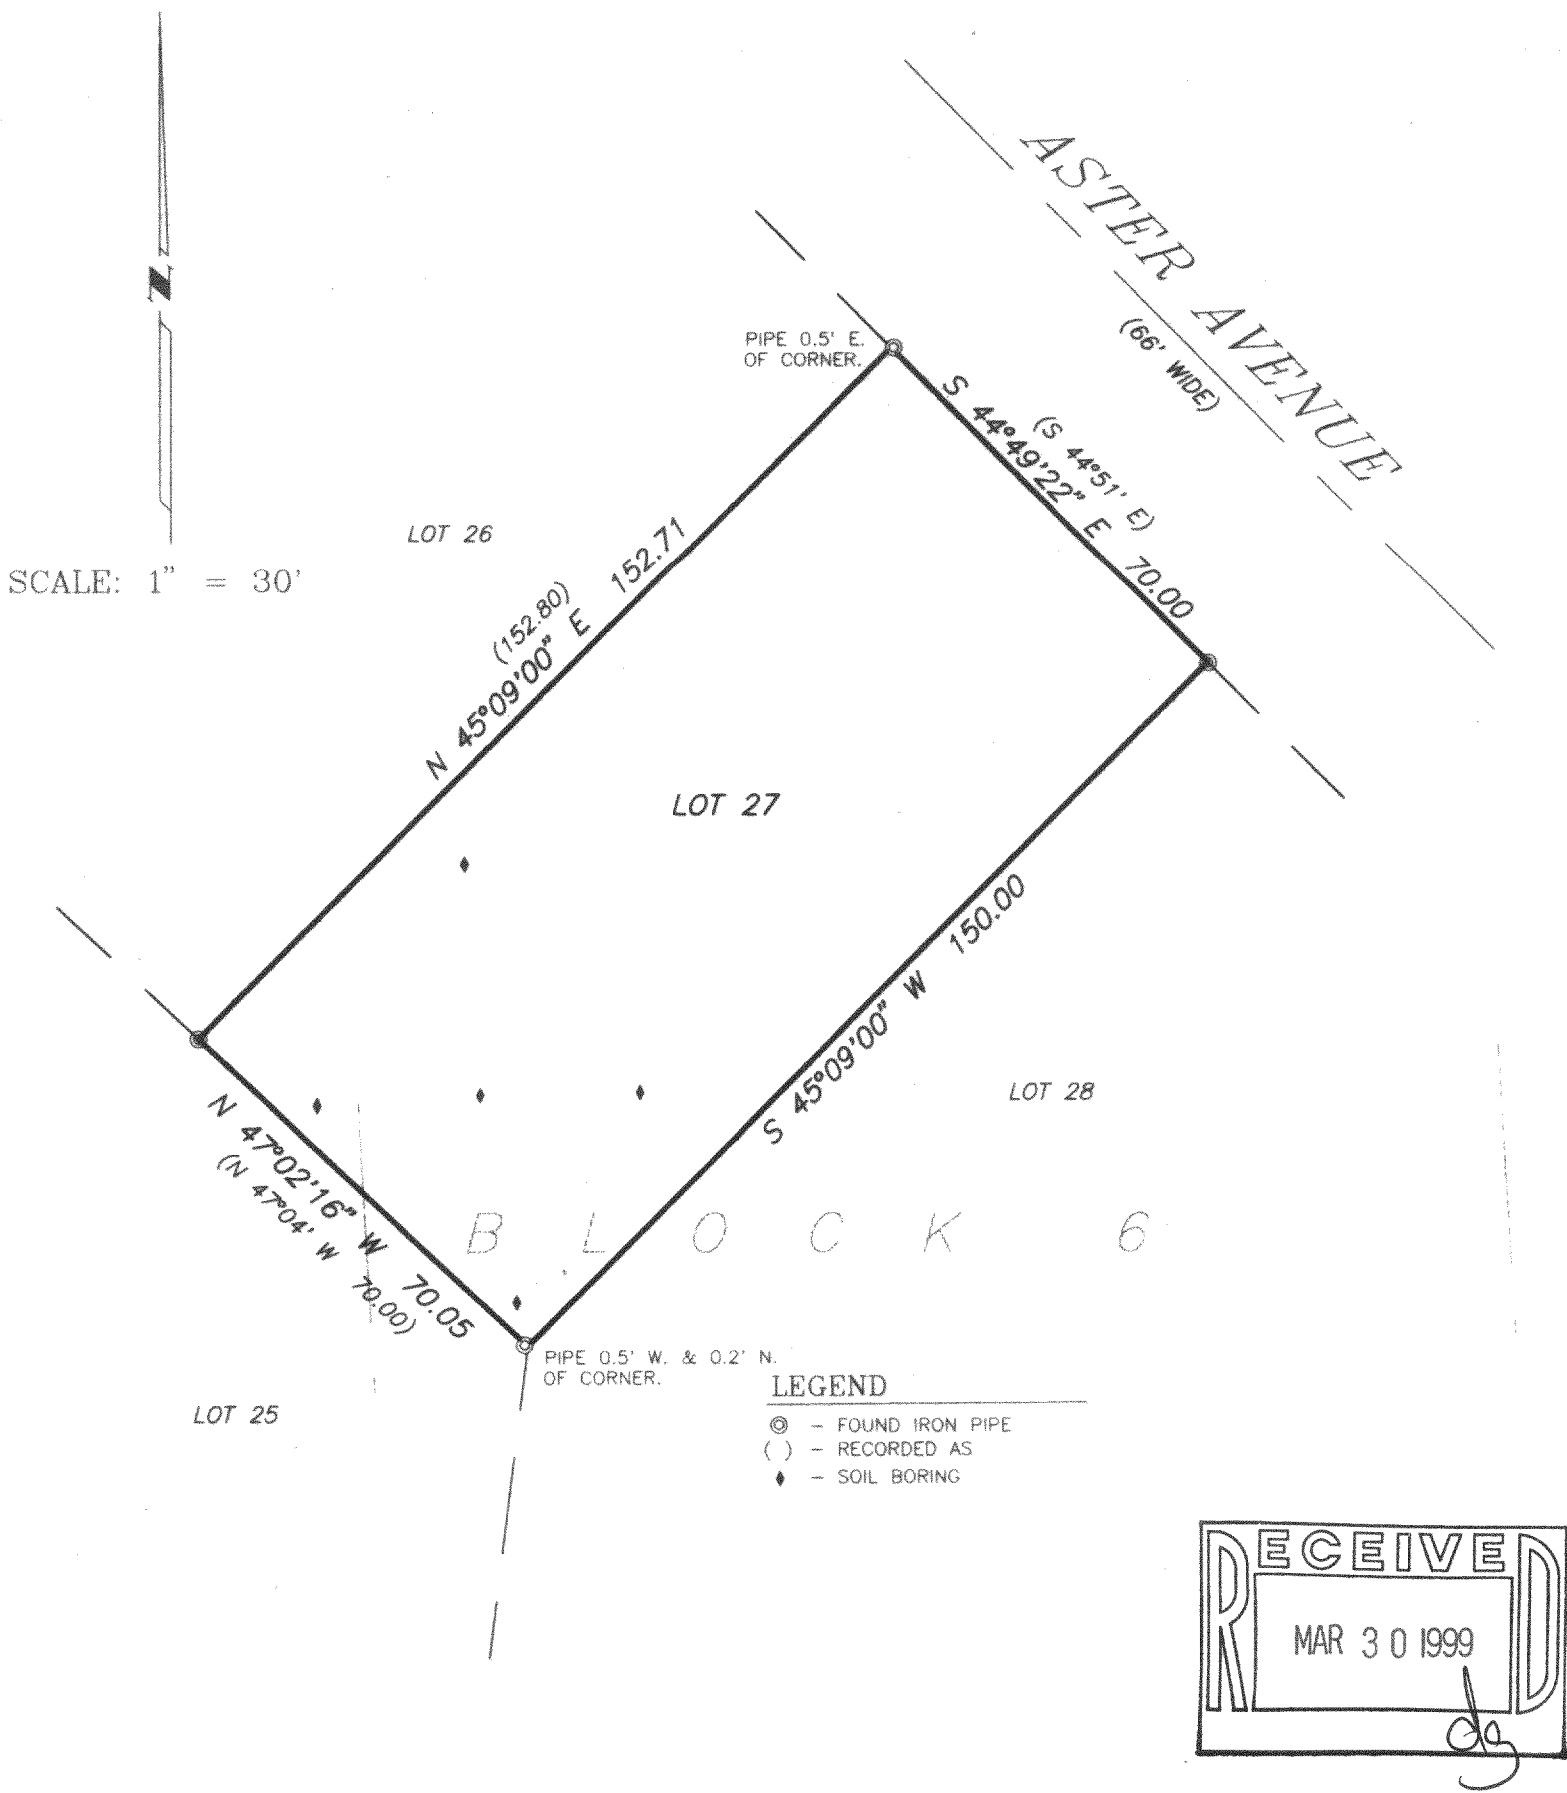 ASTER AVENUE
(66' WIDE)
N
PIPE 0.5' E.
OF CORNER.
(S 44°51' E)
S 44°49'22" E 70.00
LOT 26
SCALE: 1" = 30'
(152.80)
N 45°09'00" E 152.71
LOT 27
S 45°09'00" W 150.00
LOT 28
N 47°02'16" W 70.05
(N 47°04' W 70.00)
BLOCK 6
PIPE 0.5' W. & 0.2' N.
OF CORNER.
LOT 25
LEGEND
– FOUND IRON PIPE
( ) – RECORDED AS
– SOIL BORING
RECEIVED
MAR 30 1999